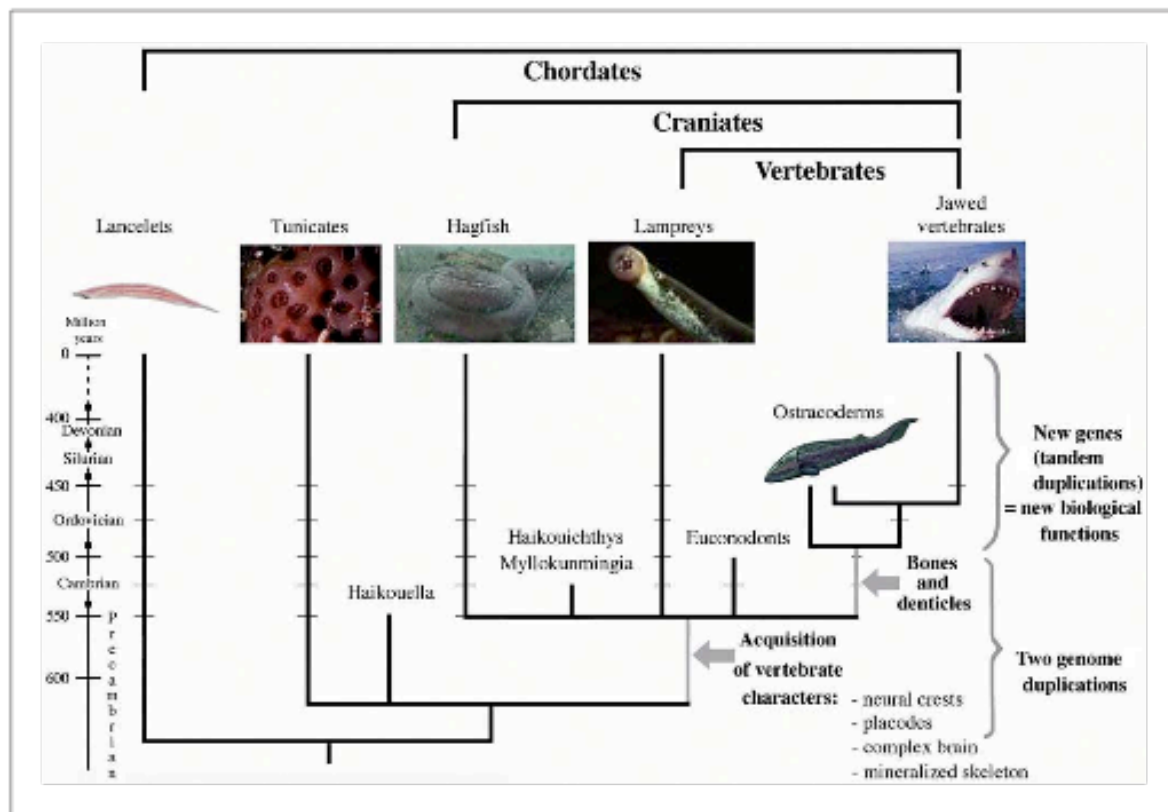 Chordates
Craniates
Vertebrates
Lancelets
Tunicates
Hagfish
Lampreys
Jawed
vertebrates
Million
years
0
400
Devonian
Silurian
450
Ordovician
500
Cambrian
550
600
Precambrian
Ostracoderms
Haikouichthys
Myllokunmingia
Euconodonts
Haikouella
New genes
(tandem
duplications)
= new biological
functions
Bones
and
denticles
Acquisition
of vertebrate
characters:
- neural crests
- placodes
- complex brain
- mineralized skeleton
Two genome
duplications